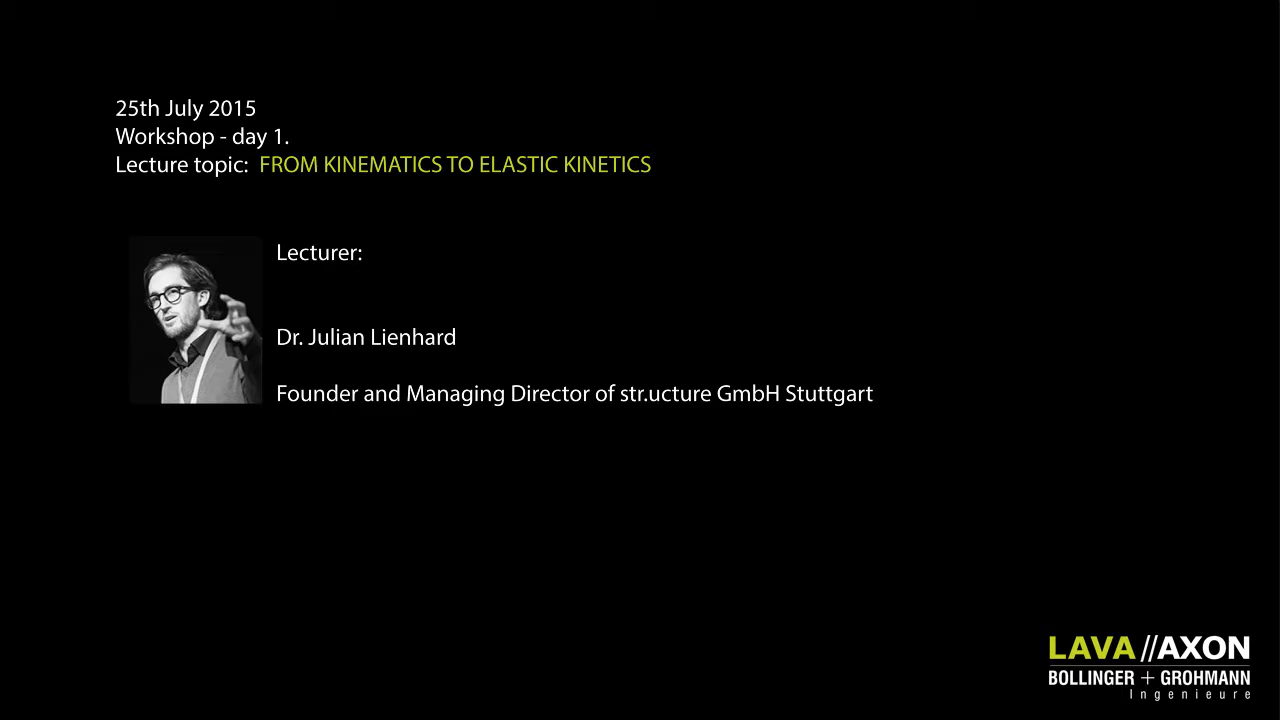 25th July 2015
Workshop - day 1.
Lecture topic: FROM KINEMATICS TO ELASTIC KINETICS
Lecturer:
Dr. Julian Lienhard
Founder and Managing Director of str.ucture GmbH Stuttgart
LAVA//AXON
BOLLINGER + GROHMANN
Ingenieure